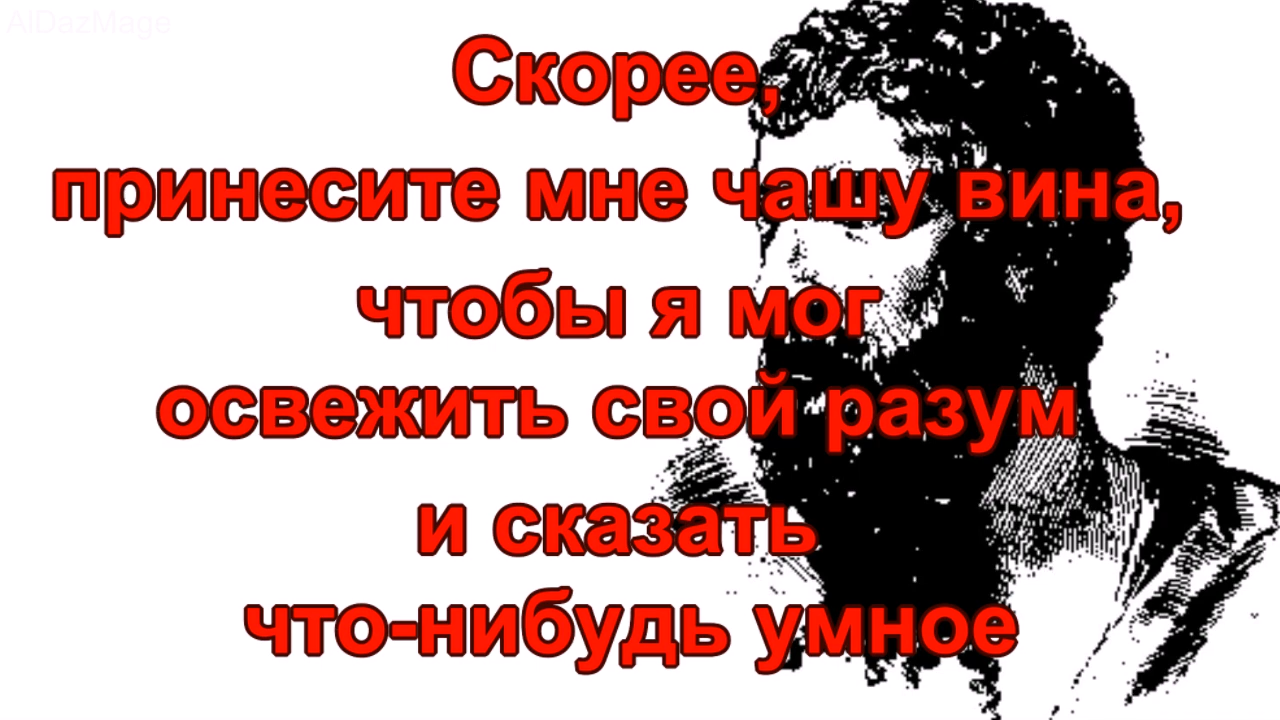 AlDazMage
Скорее,
принесите мне чашу вина,
чтобы я мог
освежить свой разум
и сказать
что-нибудь умное